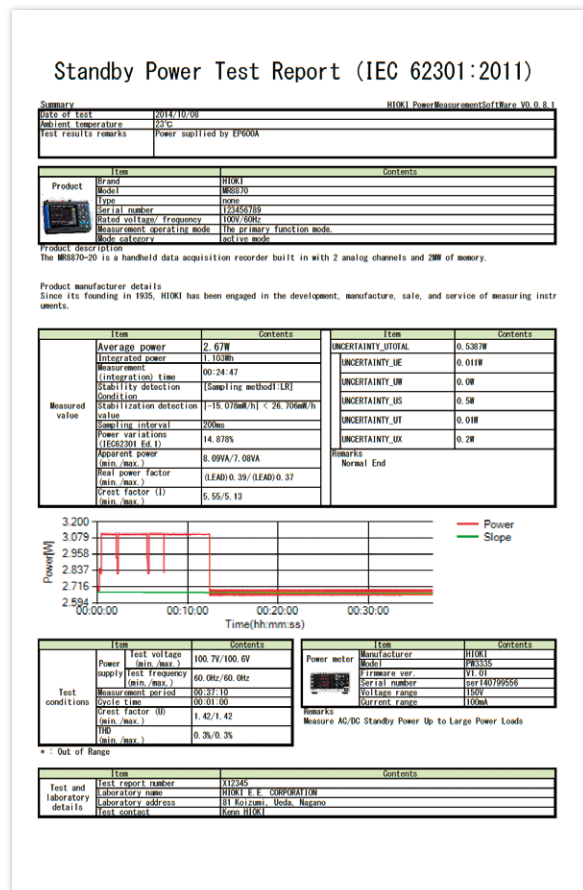 Standby Power Test Report (IEC 62301:2011)
Summary HIOKI PowerMeasurementSoftWare V0.0.8.1
Date of test 2014/10/08
Ambient temperature 23℃
Test results remarks Power supllied by EP600A
Item Contents
Product
Brand HIOKI
Model MR8870
Type none
Serial number 123456789
Rated voltage/ frequency 100V/60Hz
Measurement operating mode The primary function mode.
Mode category active mode
Product description
The MR8870-20 is a handheld data acquisition recorder built in with 2 analog channels and 2MW of memory.
Product manufacturer details
Since its founding in 1935, HIOKI has been engaged in the development, manufacture, sale, and service of measuring instr
uments.
Item Contents
Measured
value
Average power 2.67W
Integrated power 1.103Wh
Measurement
(integration) time 00:24:47
Stability detection
Condition [Sampling method1:LR]
Stabilization detection
value |-15.078mW/h| < 26.706mW/h
Sampling interval 200ms
Power variations
(IEC62301 Ed.1) 14.878%
Apparent power
(min./max.) 8.09VA/7.08VA
Real power factor
(min./max.) (LEAD)0.39/(LEAD)0.37
Crest factor (I)
(min./max.) 5.55/5.13
Item Contents
UNCERTAINTY_UTOTAL 0.5387W
UNCERTAINTY_UE 0.011W
UNCERTAINTY_UW 0.0W
UNCERTAINTY_US 0.5W
UNCERTAINTY_UT 0.01W
UNCERTAINTY_UX 0.2W
Remarks
Normal End
Power[W]
3.200
3.079
2.958
2.837
2.716
2.594
00:00:00 00:10:00 00:20:00 00:30:00
Time(hh:mm:ss)
Power
Slope
Item Contents
Test
conditions
Power
supply
Test voltage
(min./max.) 100.7V/100.6V
Test frequency
(min./max.) 60.0Hz/60.0Hz
Measurement period 00:37:10
Cycle time 00:01:00
Crest factor (U)
(min./max.) 1.42/1.42
THD
(min./max.) 0.3%/0.3%
* : Out of Range
Item Contents
Power meter
Manufacturer HIOKI
Model PW3335
Firmware ver. V1.01
Serial number ser140799556
Voltage range 150V
Current range 100mA
Remarks
Measure AC/DC Standby Power Up to Large Power Loads
Item Contents
Test and
laboratory
details
Test report number X12345
Laboratory name HIOKI E.E. CORPORATION
Laboratory address 81 Koizumi, Ueda, Nagano
Test contact Kenn HIOKI